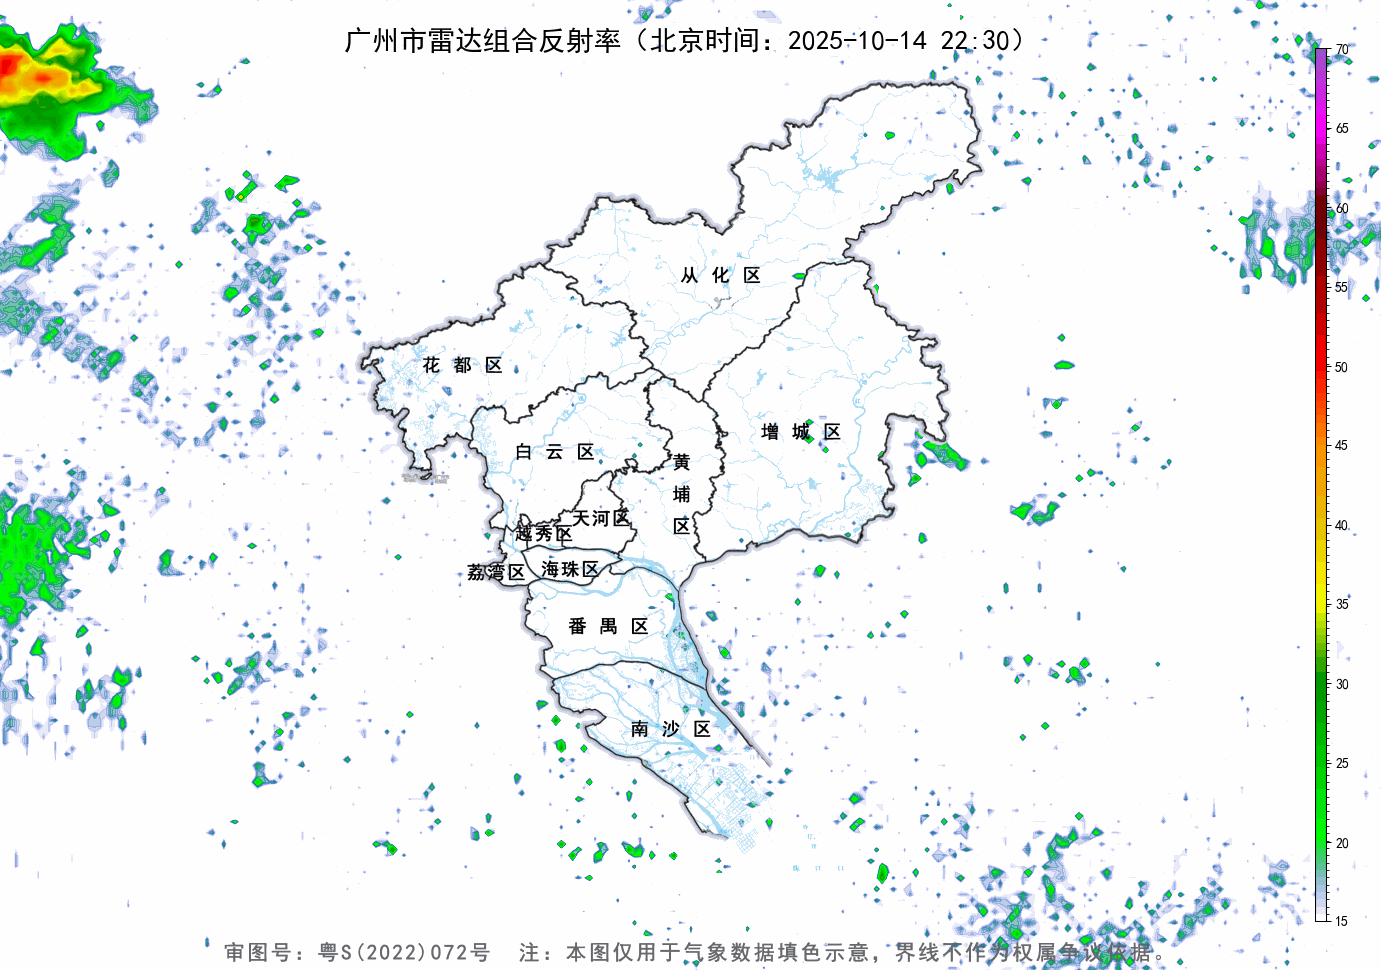 广州市雷达组合反射率（北京时间：2025-10-14 22:30）
70
65
60
55
50
45
40
35
30
25
20
15
从化区
花都区
增城区
白云区
黄埔区
天河区
越秀区
海珠区
荔湾区
番禺区
南沙区
审图号：粤S(2022)072号 注：本图仅用于气象数据填色示意，界线不作为权属争议依据。